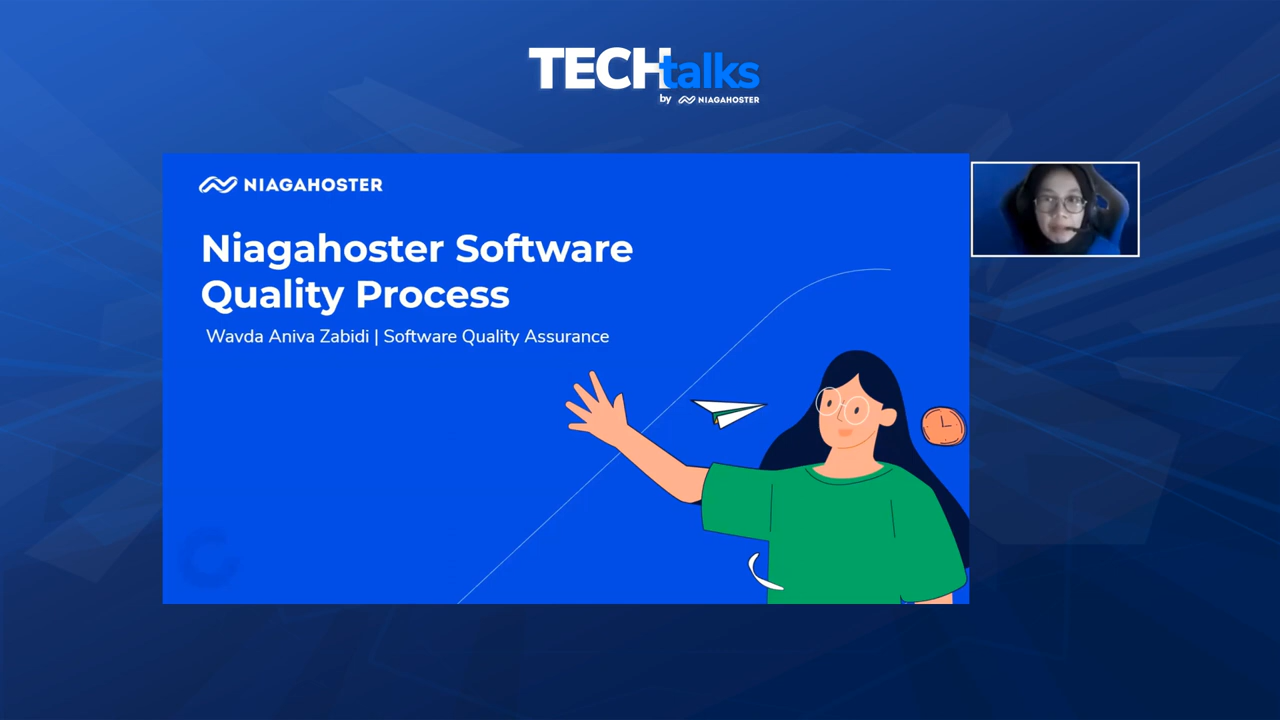 TECHtalks
by NIAGAHOSTER
NIAGAHOSTER
Niagahoster Software
Quality Process
Wavda Aniva Zabidi | Software Quality Assurance